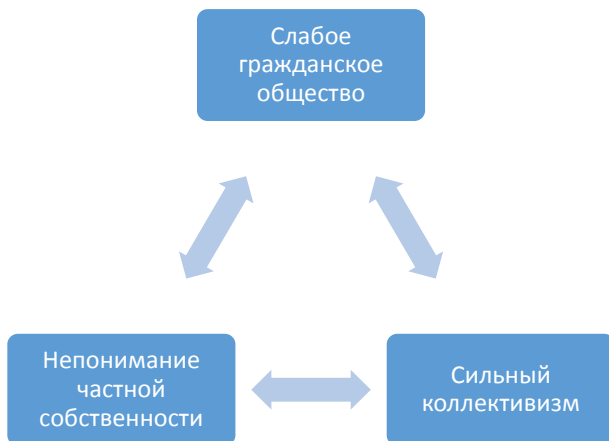 Слабое
гражданское
общество
Непонимание
частной
собственности
Сильный
коллективизм